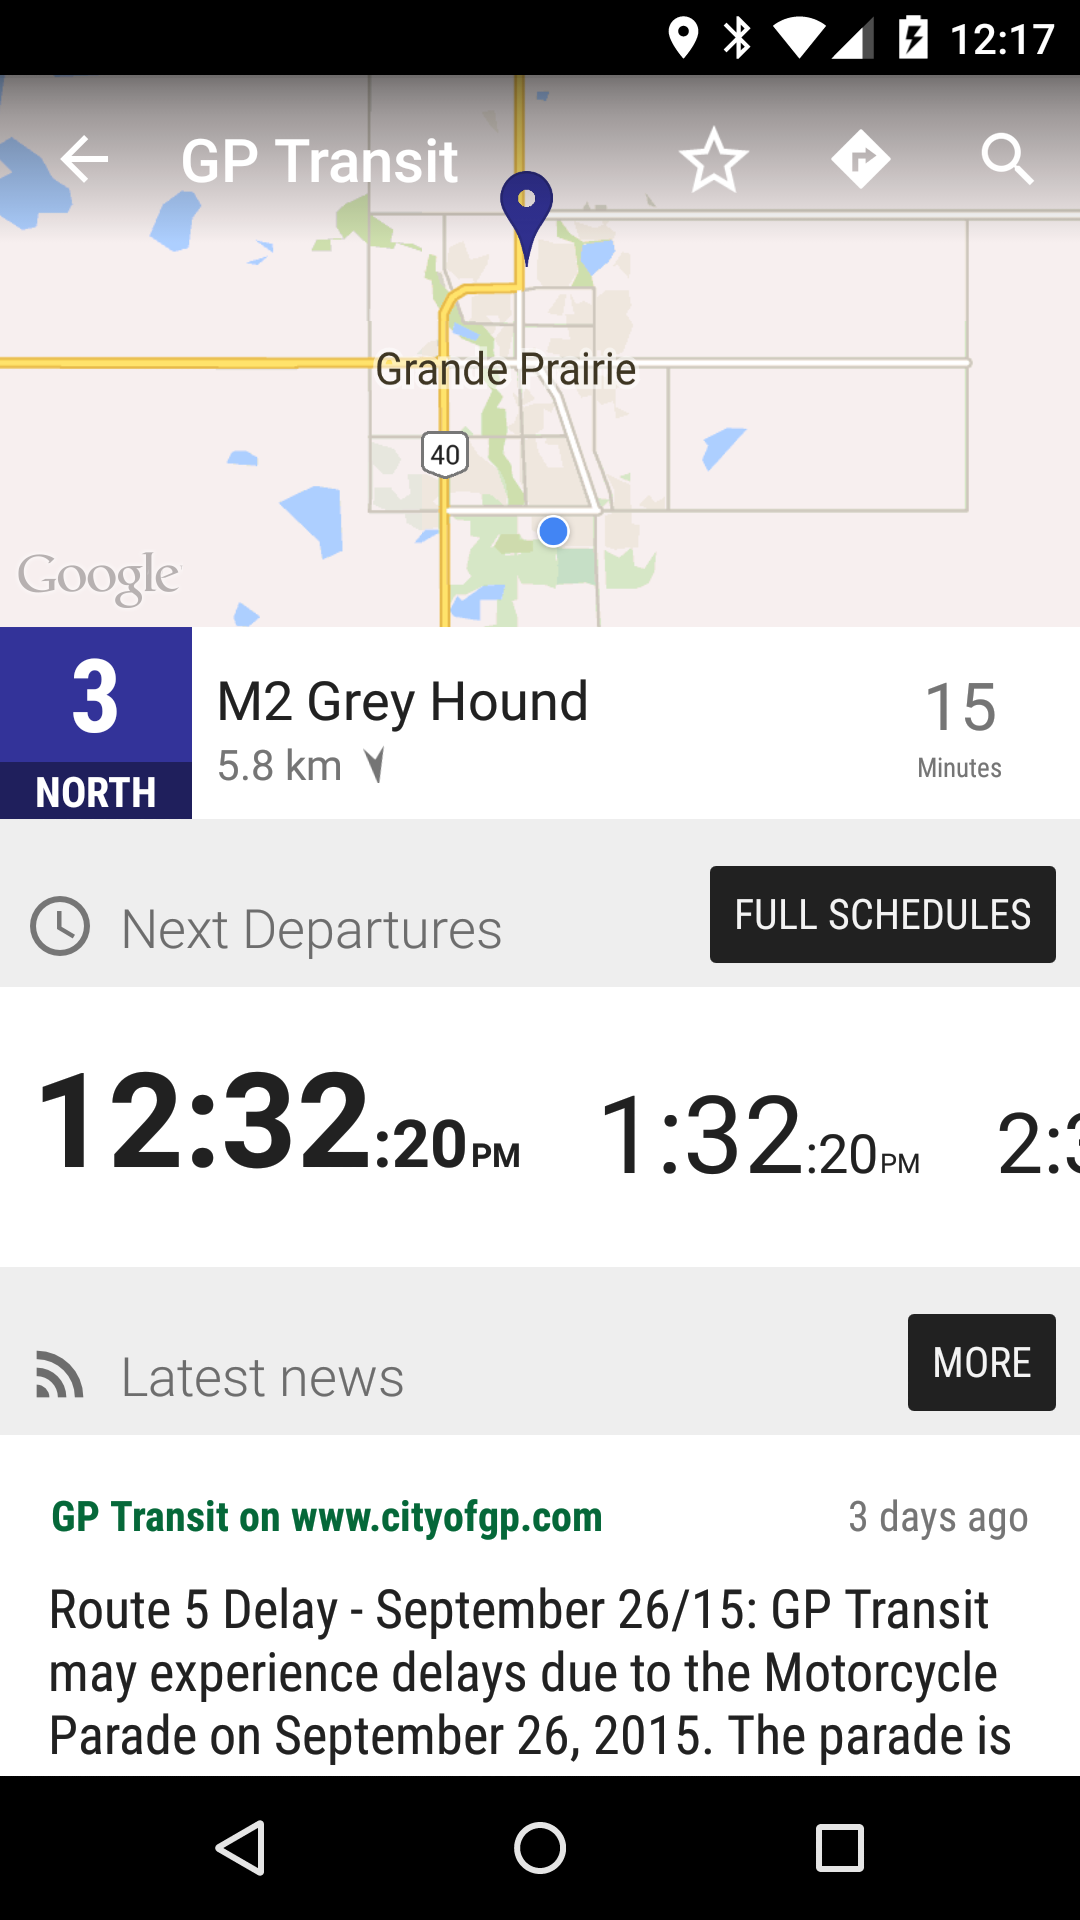 12:17
GP Transit
Grande Prairie
40
Google
3
NORTH
M2 Grey Hound
5.8 km
15
Minutes
Next Departures
FULL SCHEDULES
12:32:20PM
1:32:20PM
2:3
Latest news
MORE
GP Transit on www.cityofgp.com
3 days ago
Route 5 Delay - September 26/15: GP Transit
may experience delays due to the Motorcycle
Parade on September 26, 2015. The parade is